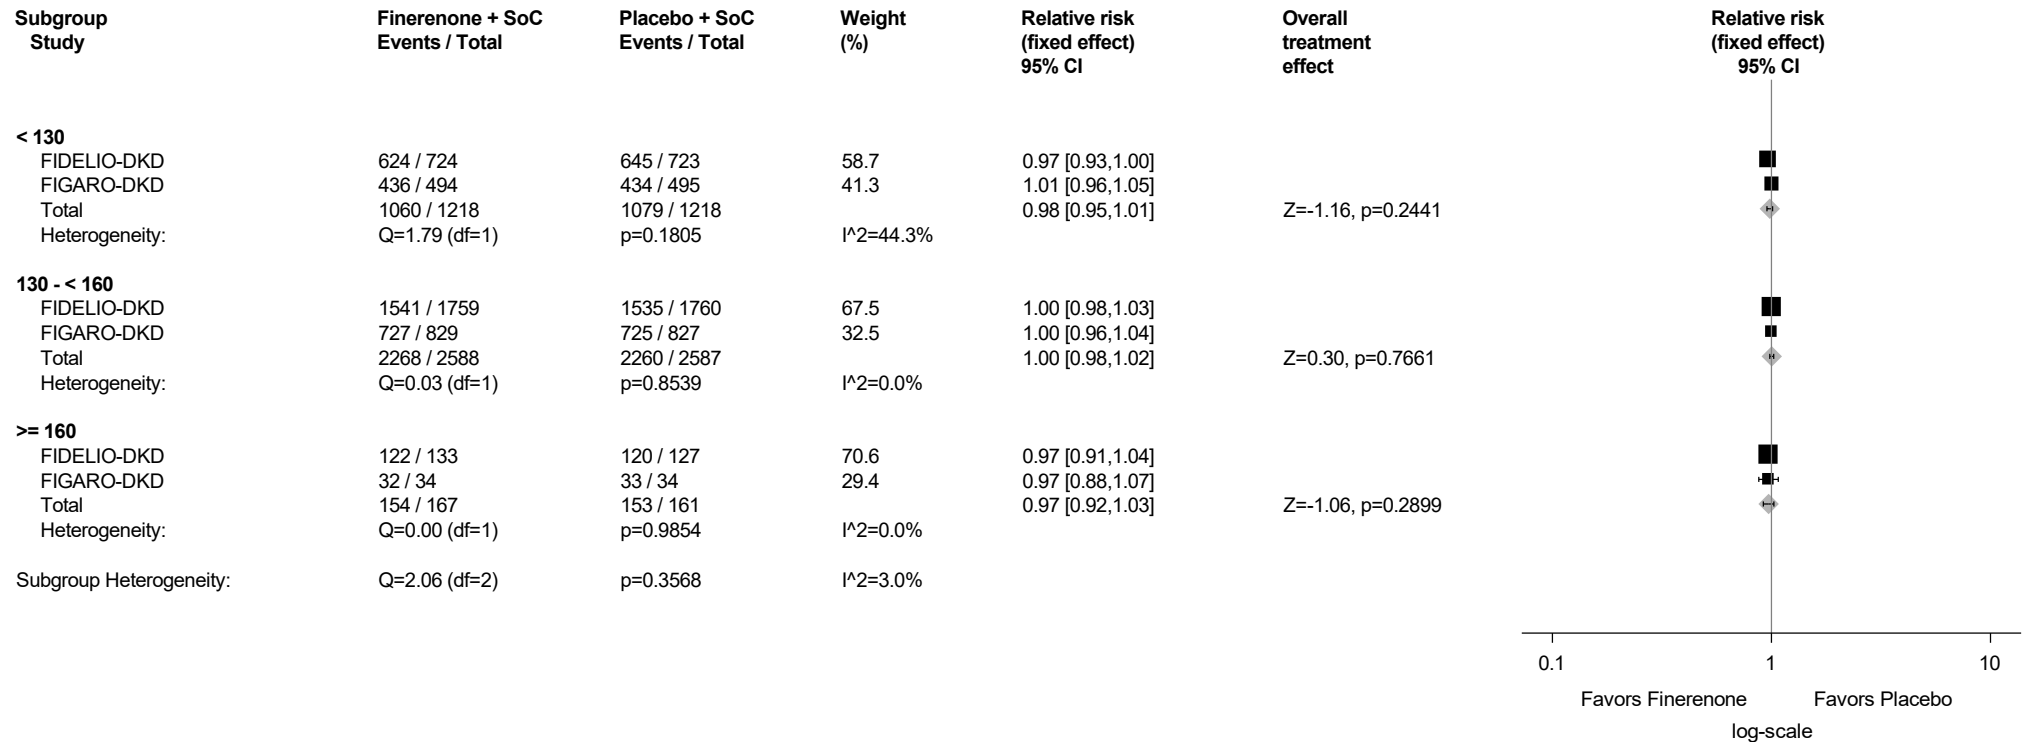 Subgroup Finerenone + SoC Placebo + SoC Weight Relative risk Overall Relative risk
Study Events / Total Events / Total (%) (fixed effect) treatment (fixed effect)
95% CI effect 95% CI
< 130
FIDELIO-DKD 624 / 724 645 / 723 58.7 0.97 [0.93,1.00]
FIGARO-DKD 436 / 494 434 / 495 41.3 1.01 [0.96,1.05]
Total 1060 / 1218 1079 / 1218 0.98 [0.95,1.01] Z=-1.16, p=0.2441
Heterogeneity: Q=1.79 (df=1) p=0.1805 I^2=44.3%
130 - < 160
FIDELIO-DKD 1541 / 1759 1535 / 1760 67.5 1.00 [0.98,1.03]
FIGARO-DKD 727 / 829 725 / 827 32.5 1.00 [0.96,1.04]
Total 2268 / 2588 2260 / 2587 1.00 [0.98,1.02] Z=0.30, p=0.7661
Heterogeneity: Q=0.03 (df=1) p=0.8539 I^2=0.0%
>= 160
FIDELIO-DKD 122 / 133 120 / 127 70.6 0.97 [0.91,1.04]
FIGARO-DKD 32 / 34 33 / 34 29.4 0.97 [0.88,1.07]
Total 154 / 167 153 / 161 0.97 [0.92,1.03] Z=-1.06, p=0.2899
Heterogeneity: Q=0.00 (df=1) p=0.9854 I^2=0.0%
Subgroup Heterogeneity: Q=2.06 (df=2) p=0.3568 I^2=3.0%
0.1 1 10
Favors Finerenone Favors Placebo
log-scale